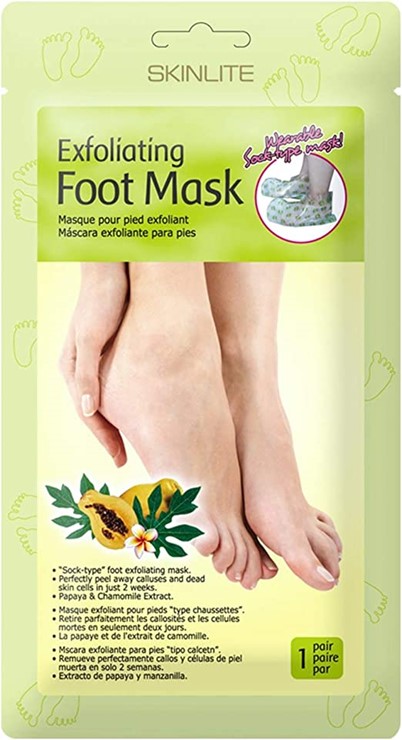 SKINLITE
Exfoliating
Foot Mask
Masque pour pied exfoliant
Máscara exfoliante para pies
Wearable
Sock-type mask!
• "Sock-type" foot exfoliating mask.
• Perfectly peel away calluses and dead
skin cells in just 2 weeks.
• Papaya & Chamomile Extract.
• Masque exfoliant pour pieds "type chaussettes".
• Retire parfaitement les callosités et les cellules
mortes en seulement deux jours.
• La papaye et de l'extrait de camomille.
• Mscara exfoliante para pies "tipo calcetn".
• Remueve perfectamente callos y células de piel
muerta en solo 2 semanas.
• Extracto de papaya y manzanilla.
1 pair
paire
par